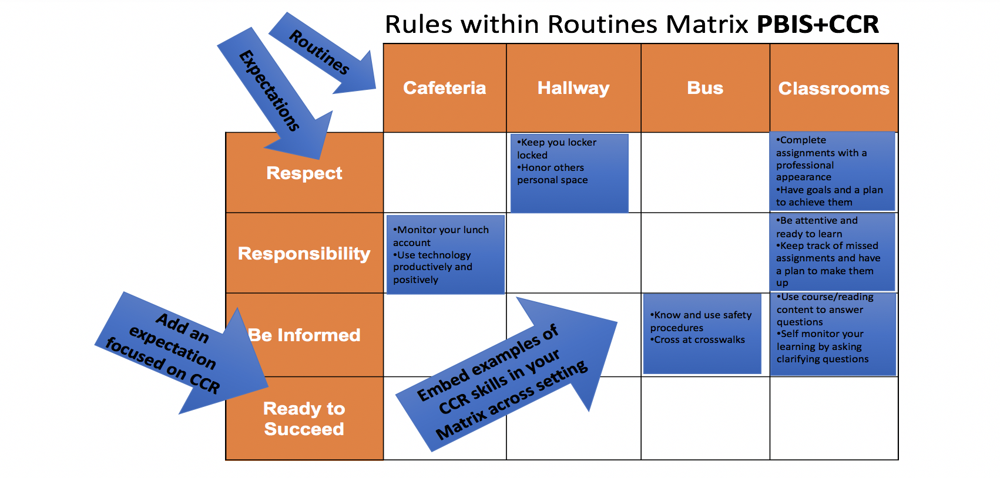 Rules within Routines Matrix PBIS+CCR
Routines
Expectations
Cafeteria
Hallway
Bus
Classrooms
Respect
•Keep you locker
locked
•Honor others
personal space
•Complete
assignments with a
professional
appearance
•Have goals and a plan
to achieve them
Responsibility
•Monitor your lunch
account
•Use technology
productively and
positively
•Be attentive and
ready to learn
•Keep track of missed
assignments and have
a plan to make them
up
Add an
expectation
focused on CCR
Be Informed
Embed examples of
CCR skills in your
Matrix across setting
•Know and use safety
procedures
•Cross at crosswalks
•Use course/reading
content to answer
questions
•Self monitor your
learning by asking
clarifying questions
Ready to
Succeed